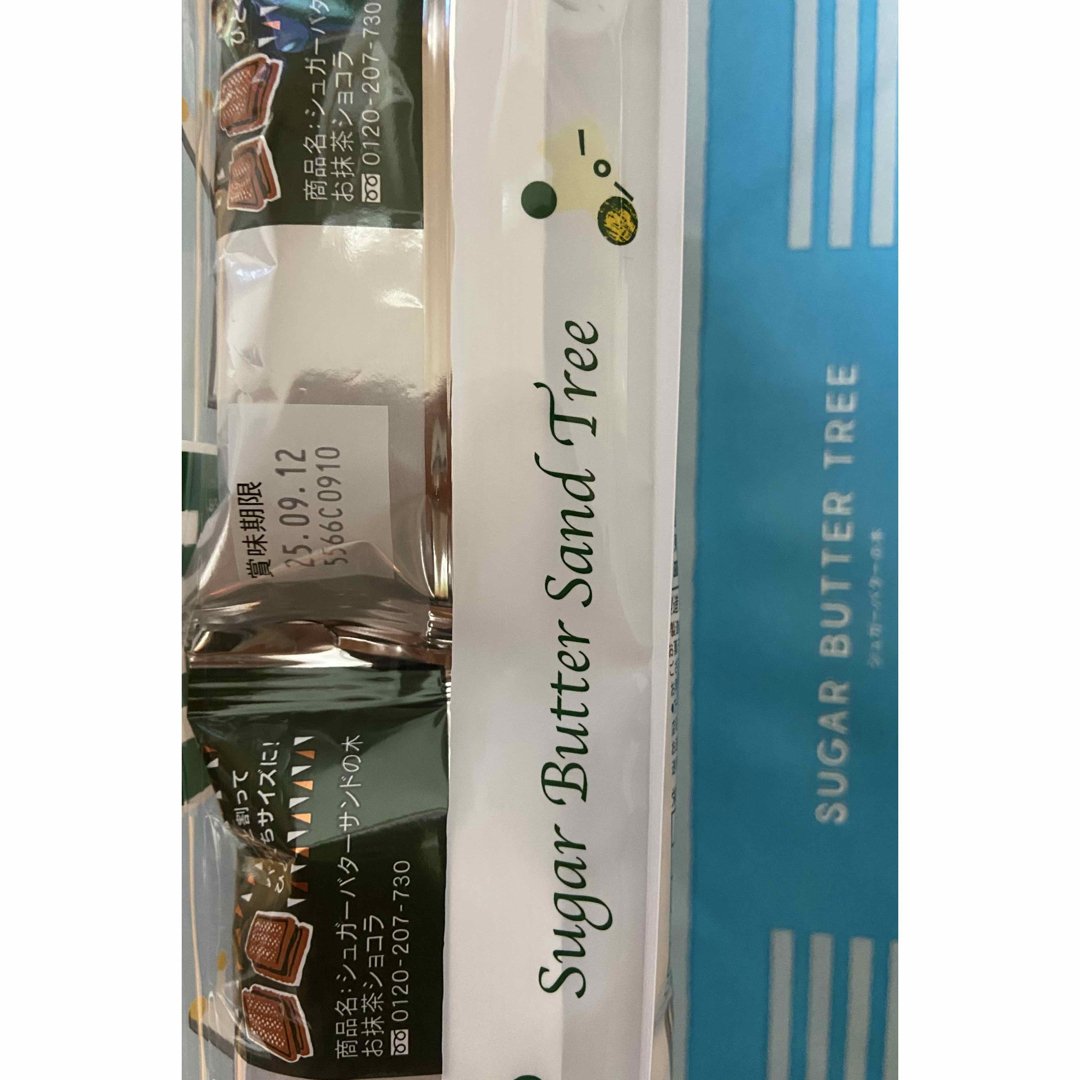 商品名：シュガーバタ
お抹茶ショコラ
0120-207-730
賞味期限
25.09.12
5566C0910
割って
ちサイズに！
商品名：シュガーバターサンドの木
お抹茶ショコラ
0120-207-730
Sugar Butter Sand Tree
SUGAR BUTTER TREE
シュガーバターの木